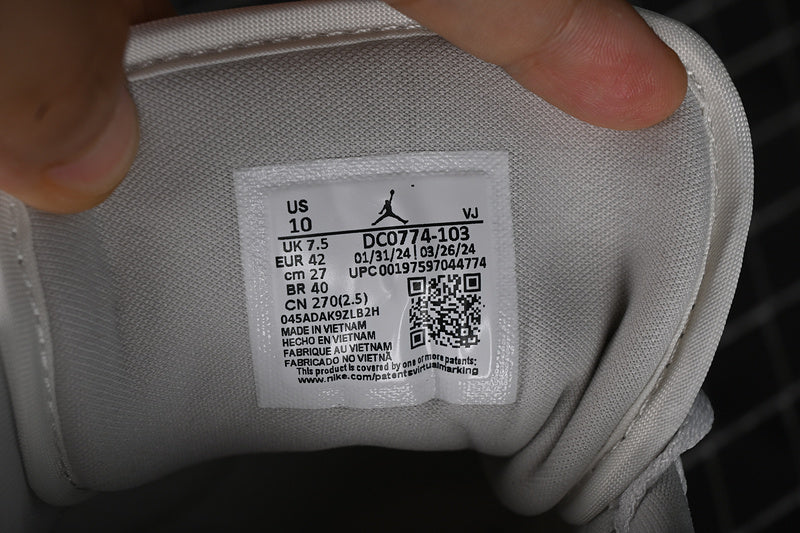 US
10
VJ
UK 7.5
DC0774-103
EUR 42
01/31/24 | 03/26/24
cm 27
UPC 00197597044774
BR 40
CN 270(2.5)
045ADAK9ZLB2H
MADE IN VIETNAM
HECHO EN VIETNAM
FABRIQUE AU VIETNAM
FABRICADO NO VIETNÃ
This product is covered by one or more patents;
www.nike.com/patentsvirtualmarking